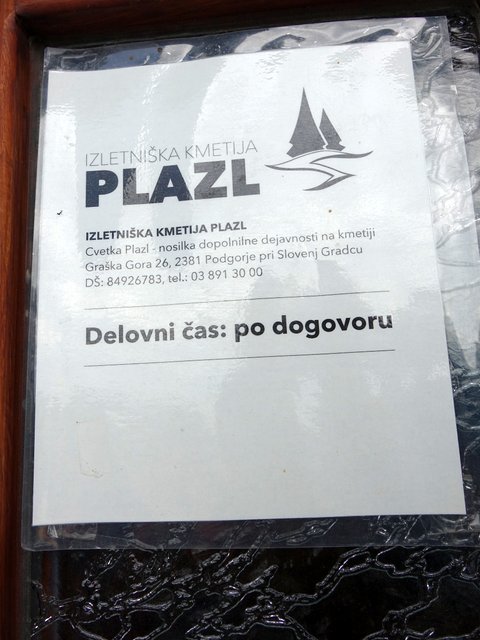 IZLETNIŠKA KMETIJA
PLAZL
IZLETNIŠKA KMETIJA PLAZL
Cvetka Plazl - nosilka dopolnilne dejavnosti na kmetiji
Graška Gora 26, 2381 Podgorje pri Slovenj Gradcu
DŠ: 84926783, tel.: 03 891 30 00
Delovni čas: po dogovoru